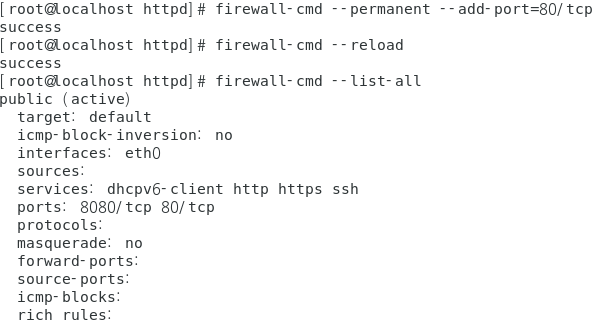 [root@localhost httpd]# firewall-cmd --permanent --add-port=80/tcp
success
[root@localhost httpd]# firewall-cmd --reload
success
[root@localhost httpd]# firewall-cmd --list-all
public (active)
  target: default
  icmp-block-inversion: no
  interfaces: eth0
  sources:
  services: dhcpv6-client http https ssh
  ports: 8080/tcp 80/tcp
  protocols:
  masquerade: no
  forward-ports:
  source-ports:
  icmp-blocks:
  rich rules: